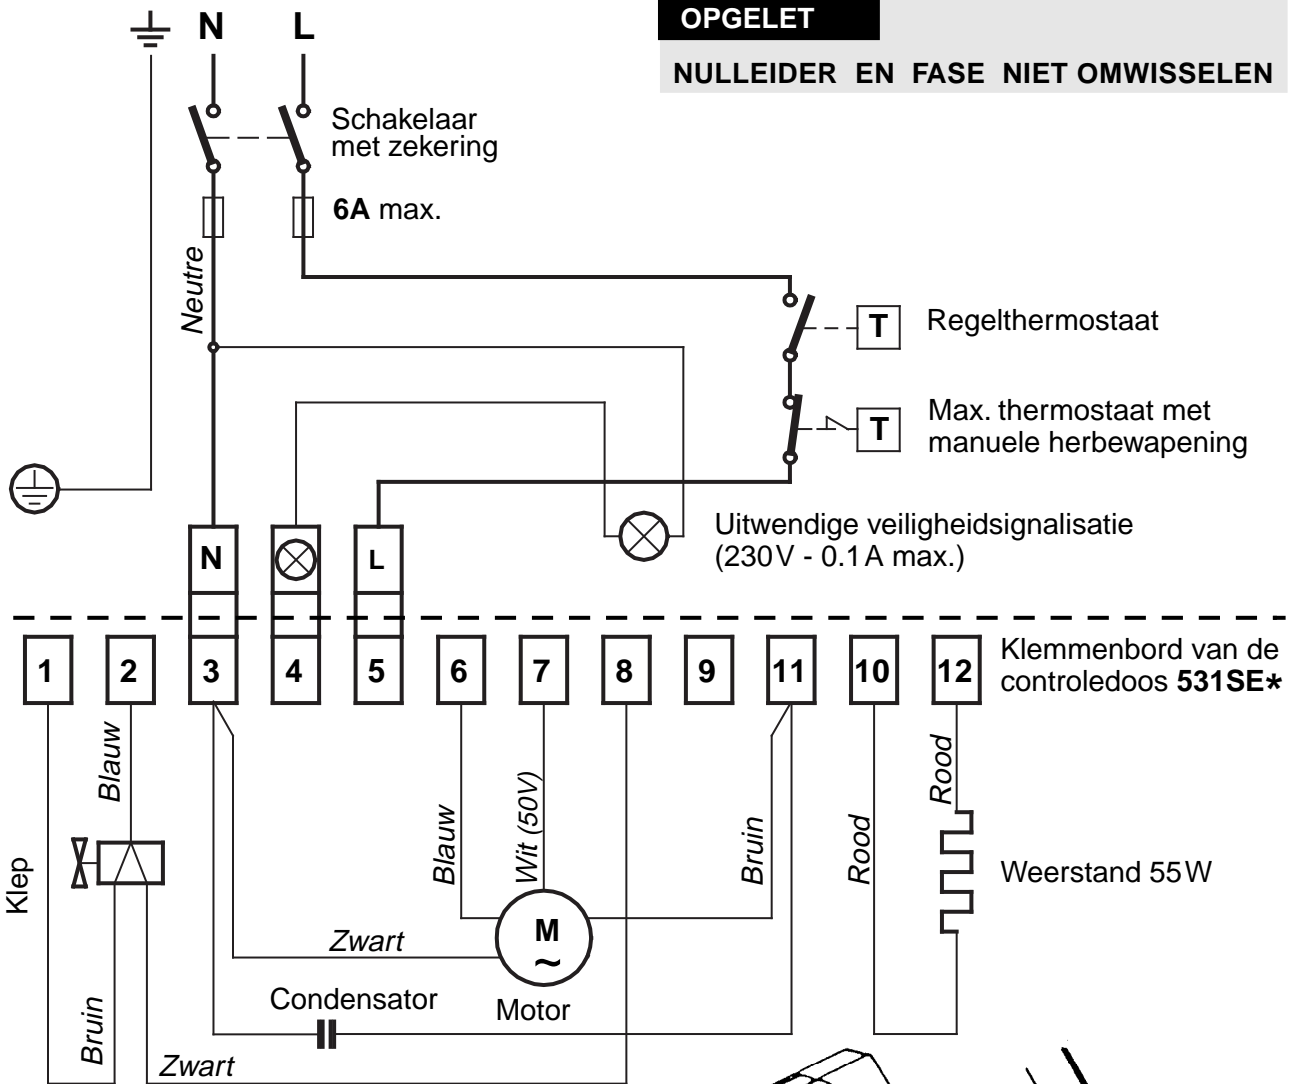 OPGELET
NULLEIDER EN FASE NIET OMWISSELEN
N
L
Schakelaar
met zekering
6A max.
Neutre
T
Regelthermostaat
T
Max. thermostaat met
manuele herbewapening
Uitwendige veiligheidsignalisatie
(230V - 0.1A max.)
N
L
1
2
3
4
5
6
7
8
9
11
10
12
Klemmenbord van de
controledoos 531SE*
Blauw
Blauw
Wit (50V)
Bruin
Rood
Rood
Klep
Weerstand 55W
M
~
Zwart
Condensator
Motor
Bruin
Zwart